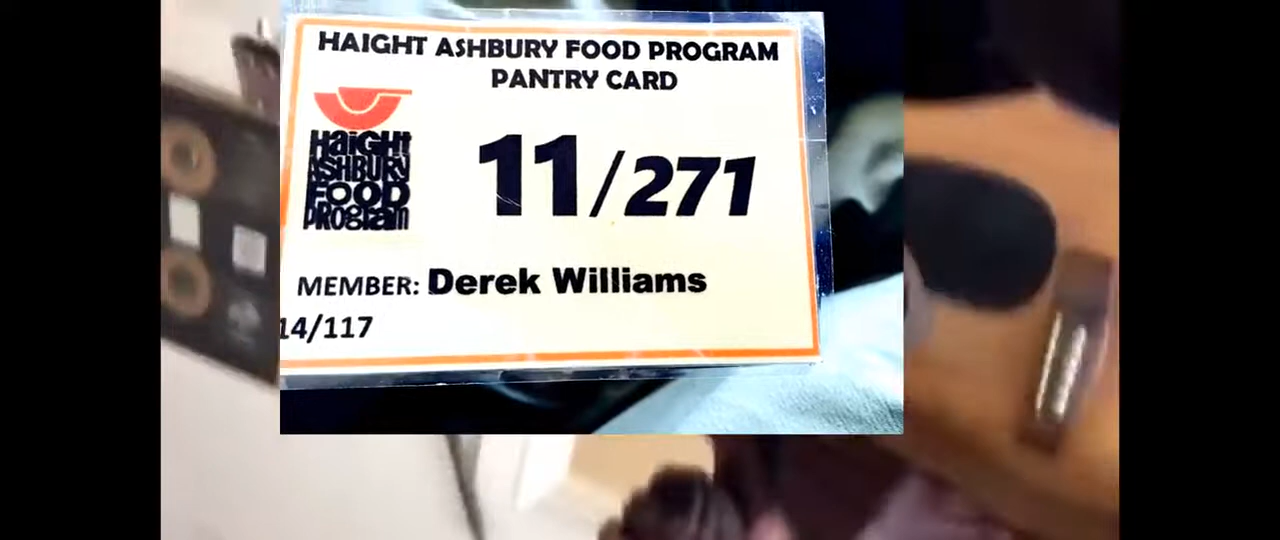 HAIGHT ASHBURY FOOD PROGRAM
PANTRY CARD
HAIGHT
ASHBURY
FOOD
PROGRAM
11/271
MEMBER: Derek Williams
14/117